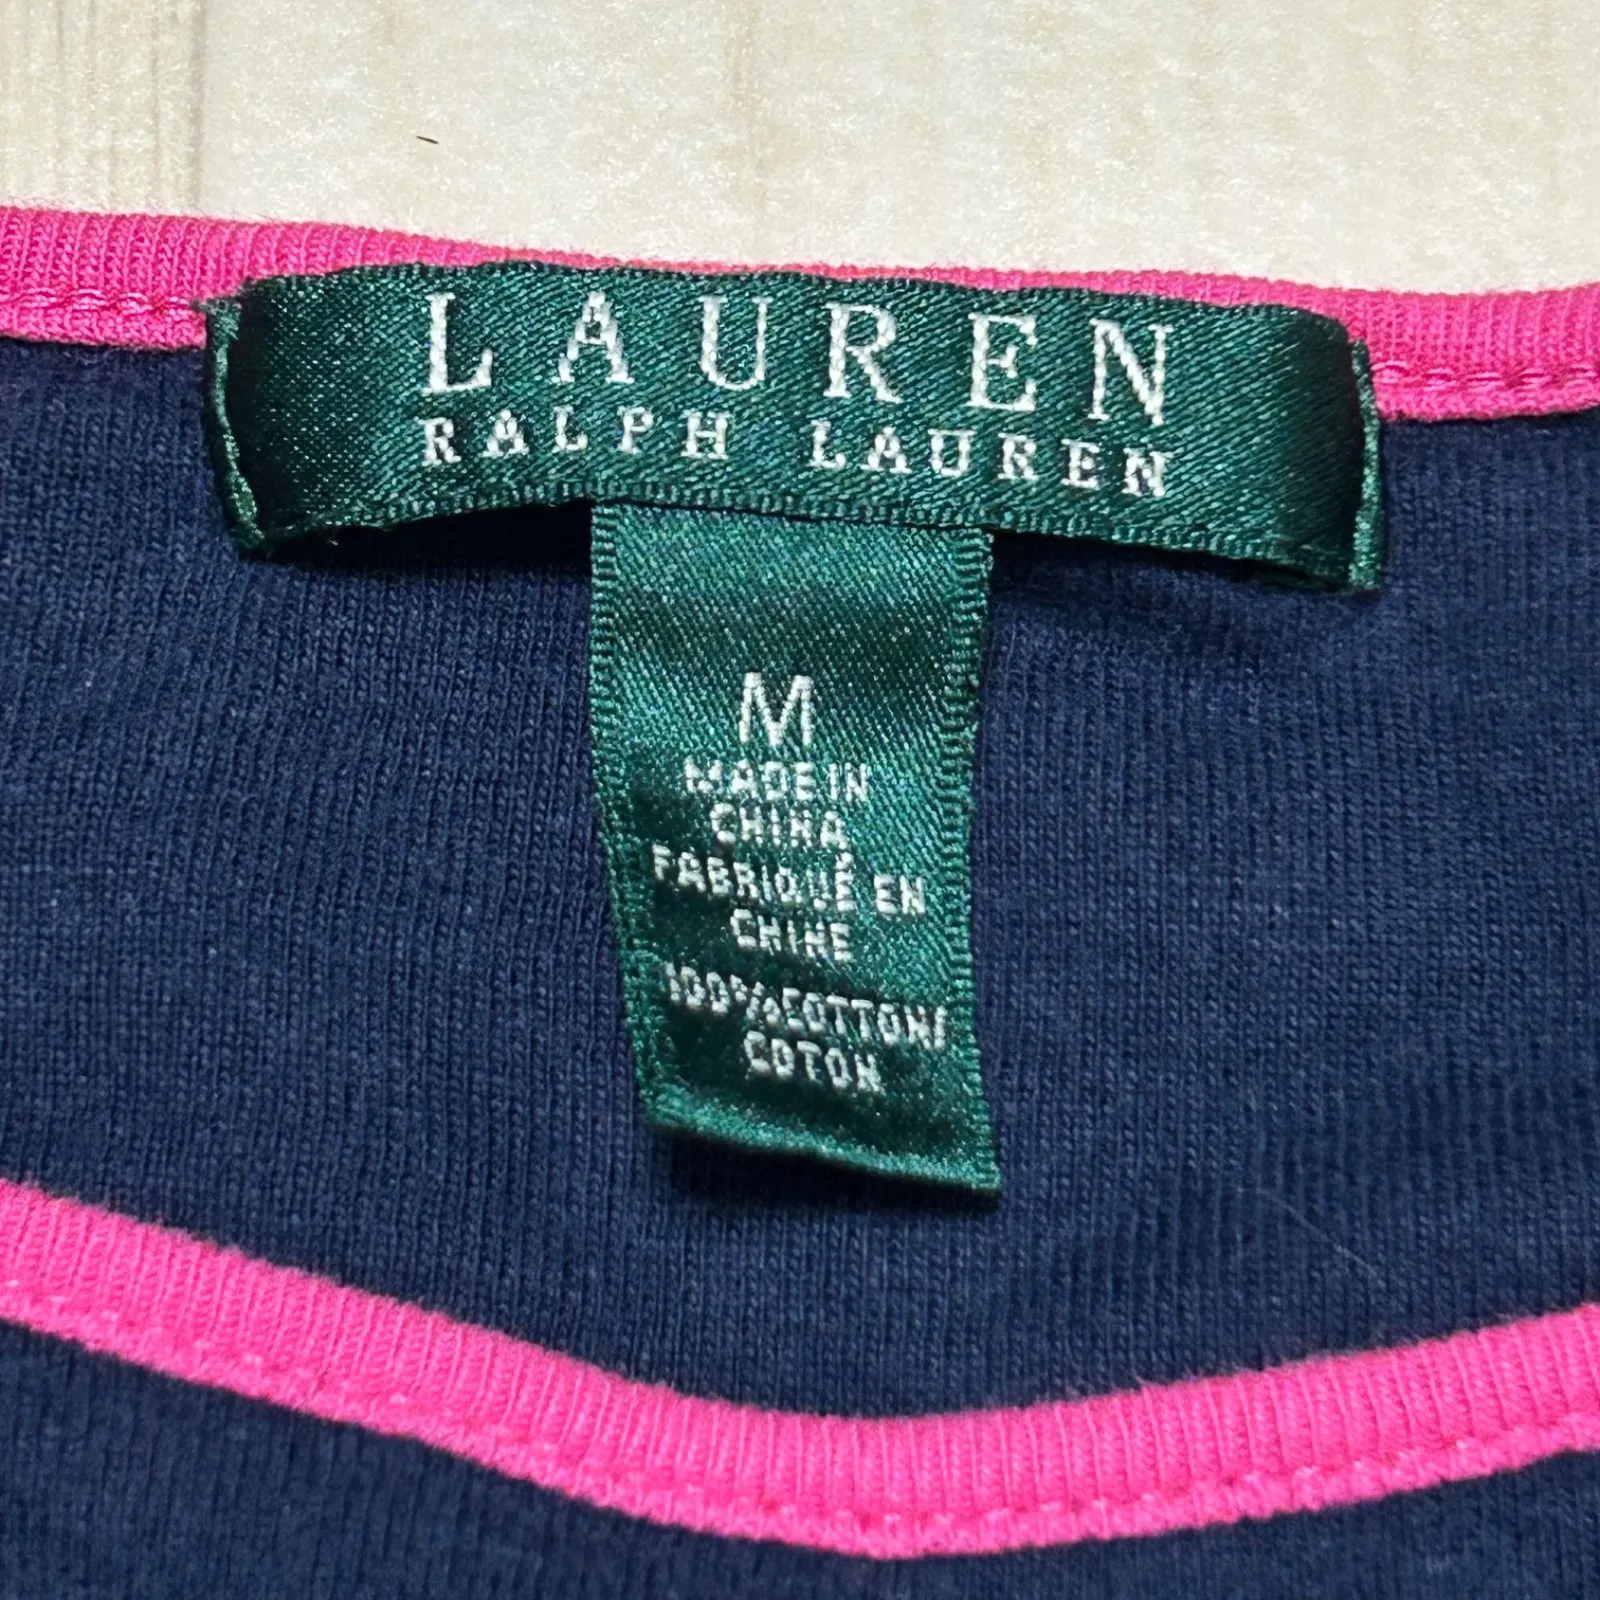 LAUREN
RALPH LAUREN
M
MADE IN
CHINA
FABRIQUÉ EN
CHINE
100%COTTON/
COTON